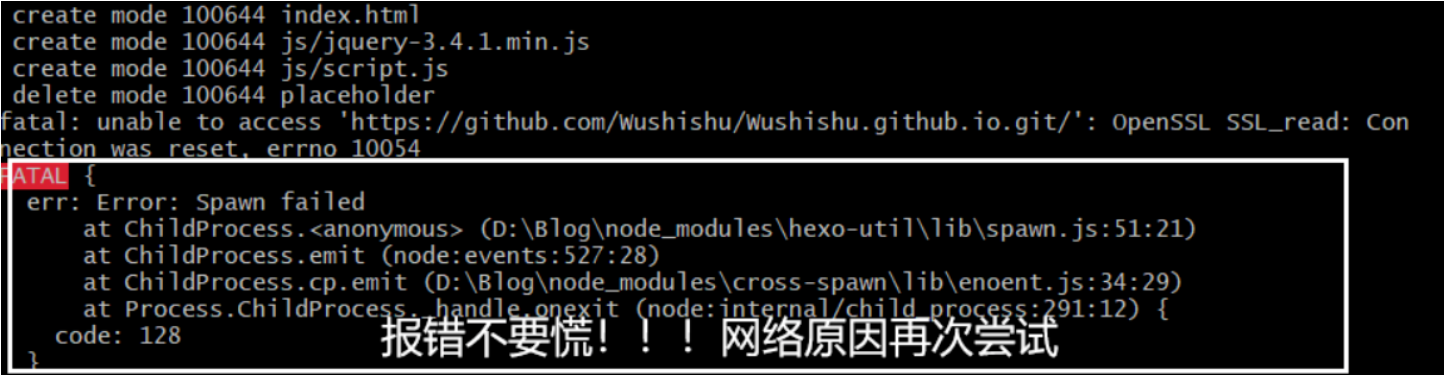 create mode 100644 index.html
create mode 100644 js/jquery-3.4.1.min.js
create mode 100644 js/script.js
delete mode 100644 placeholder
fatal: unable to access 'https://github.com/Wushishu/Wushishu.github.io.git/': OpenSSL SSL_read: Con
nection was reset, errno 10054
FATAL {
err: Error: Spawn failed
at ChildProcess.<anonymous> (D:\Blog\node_modules\hexo-util\lib\spawn.js:51:21)
at ChildProcess.emit (node:events:527:28)
at ChildProcess.cp.emit (D:\Blog\node_modules\cross-spawn\lib\enoent.js:34:29)
at Process.ChildProcess._handle.onexit (node:internal/child_process:291:12) {
code: 128
报错不要慌！！！网络原因再次尝试
}